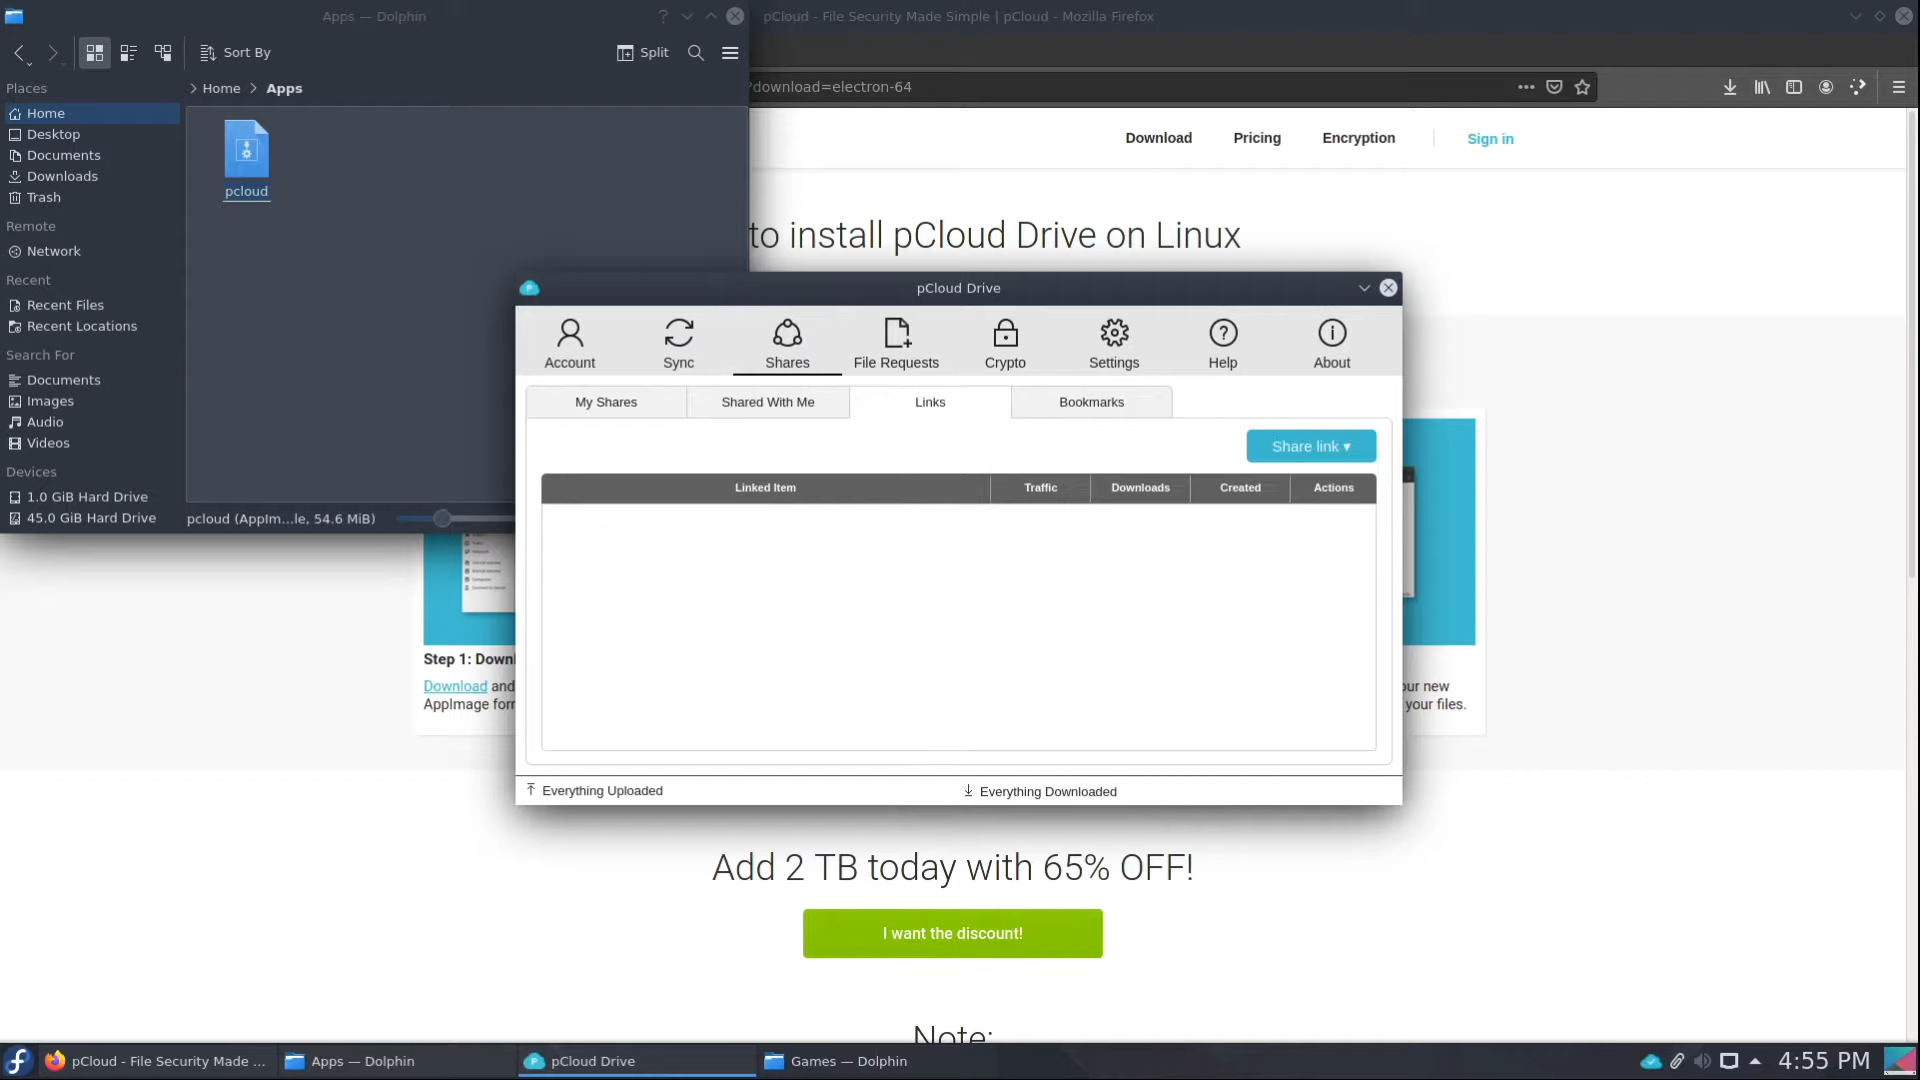 Apps — Dolphin
pCloud - File Security Made Simple | pCloud - Mozilla Firefox
Sort By
Split
?download=electron-64
Places
Home
Desktop
Documents
Downloads
Trash
Remote
Network
Recent
Recent Files
Recent Locations
Search For
Documents
Images
Audio
Videos
Devices
1.0 GiB Hard Drive
45.0 GiB Hard Drive
Home > Apps
pcloud
pcloud (AppIm...le, 54.6 MiB)
Download
Pricing
Encryption
Sign in
to install pCloud Drive on Linux
pCloud Drive
Account
Sync
Shares
File Requests
Crypto
Settings
Help
About
My Shares
Shared With Me
Links
Bookmarks
Share link ▾
Linked Item
Traffic
Downloads
Created
Actions
Everything Uploaded
Everything Downloaded
Step 1: Downl
Download and
AppImage for
our new
your files.
Add 2 TB today with 65% OFF!
I want the discount!
Note:
pCloud - File Security Made ...
Apps — Dolphin
pCloud Drive
Games — Dolphin
4:55 PM